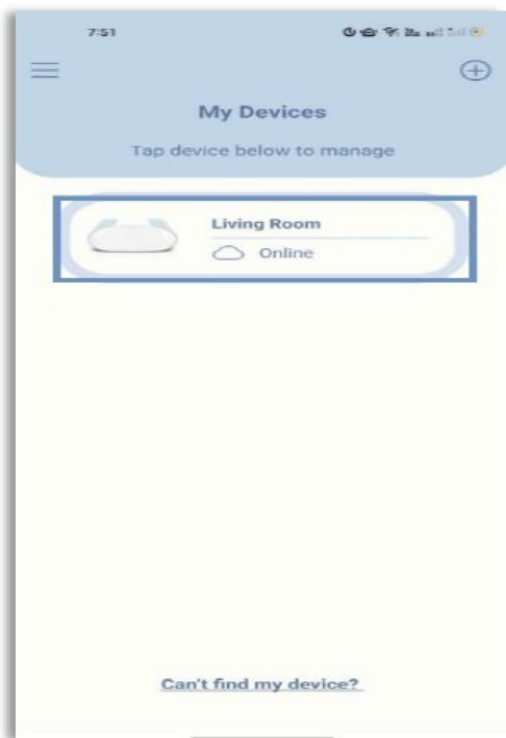 7:51
My Devices
Tap device below to manage
Living Room
Online
Can't find my device?